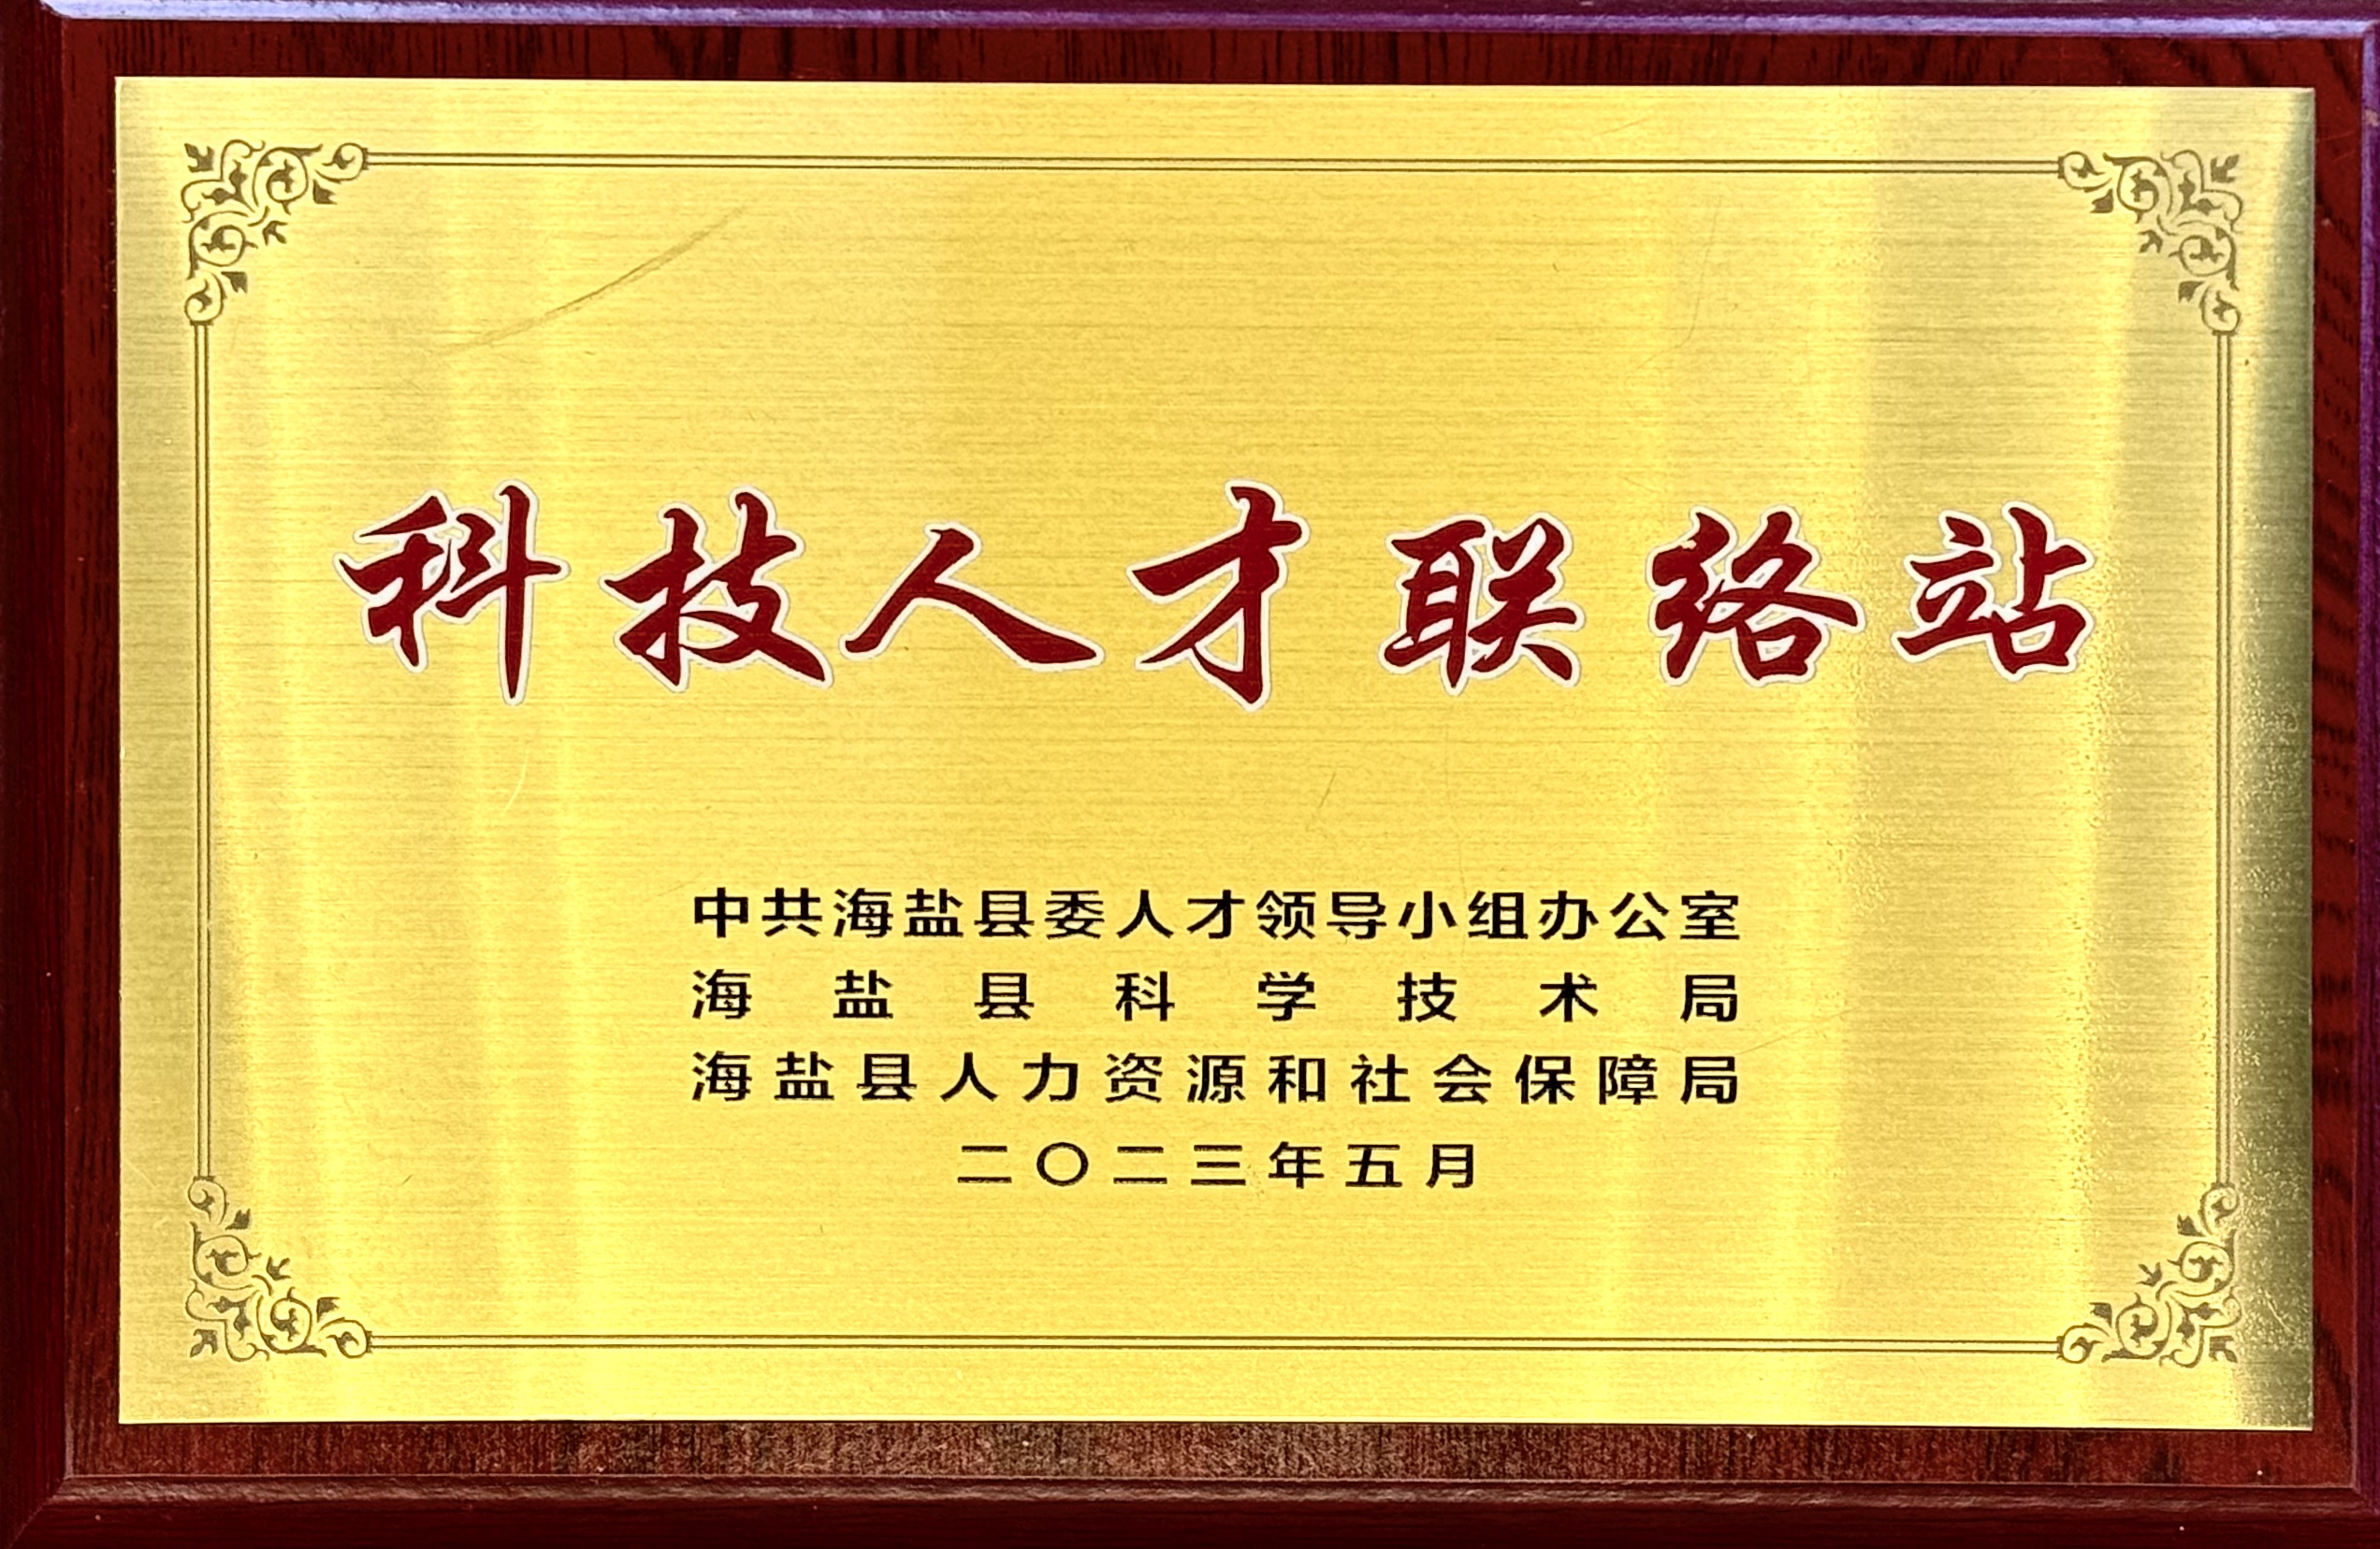 科技人才联络站
中共海盐县委人才领导小组办公室
海盐县科学技术局
海盐县人力资源和社会保障局
二〇二三年五月